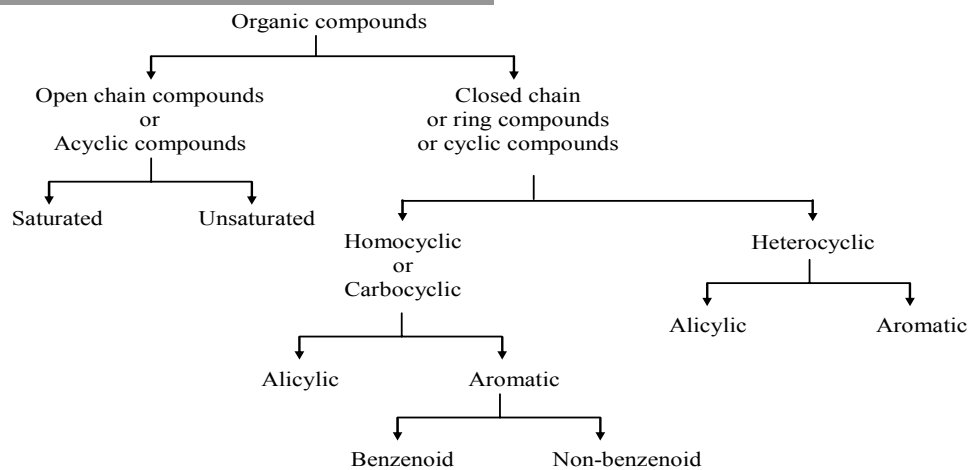 Organic compounds
Open chain compounds
or
Acyclic compounds
Closed chain
or ring compounds
or cyclic compounds
Saturated
Unsaturated
Homocyclic
or
Carbocyclic
Heterocyclic
Alicylic
Aromatic
Alicylic
Aromatic
Benzenoid
Non-benzenoid